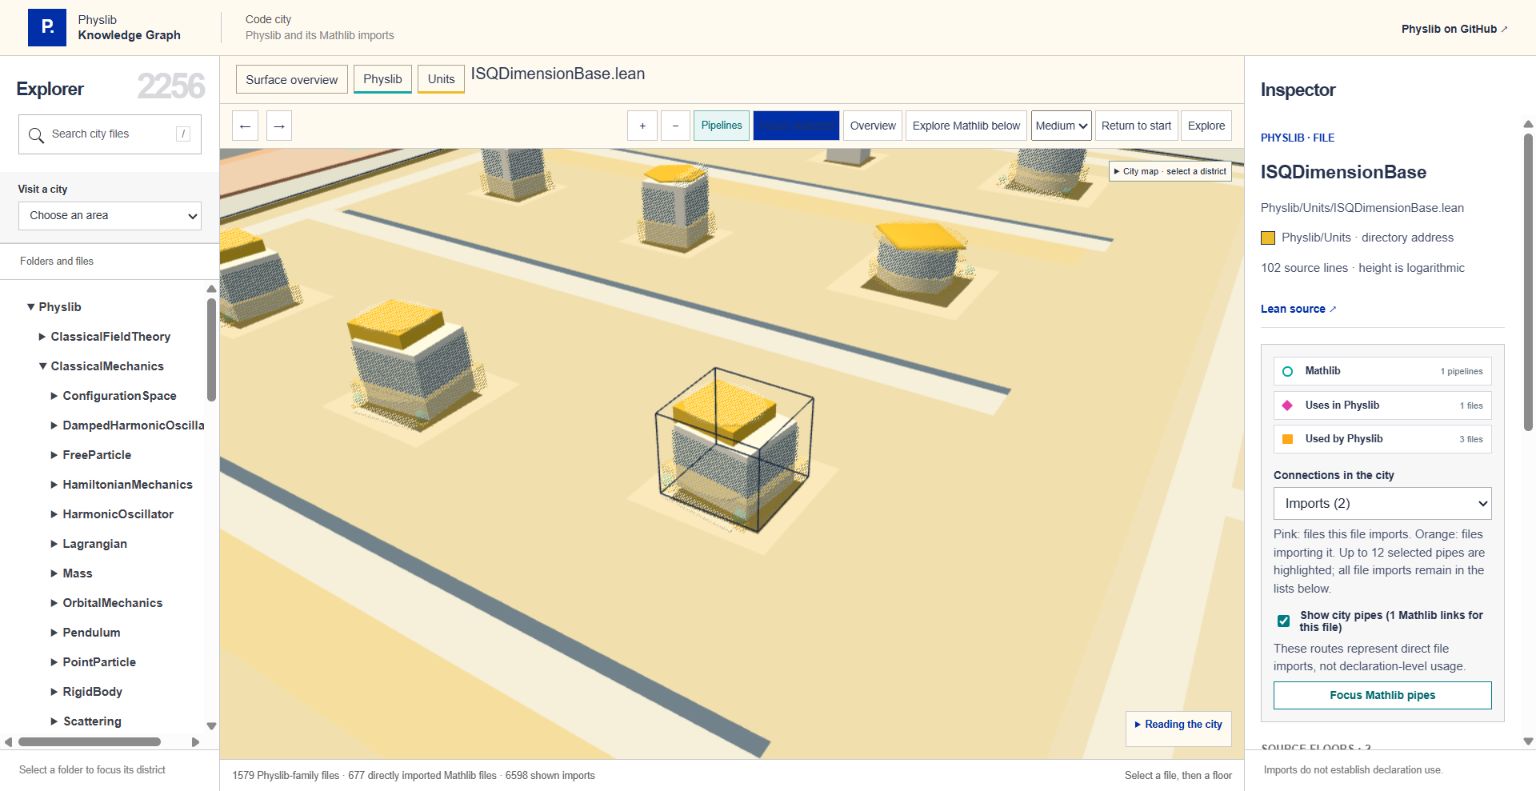 P.
Physlib
Knowledge Graph
Code city
Physlib and its Mathlib imports
Physlib on GitHub ↗
Explorer
2256
Search city files
/
Visit a city
Choose an area
Folders and files
▼ Physlib
▶ ClassicalFieldTheory
▼ ClassicalMechanics
▶ ConfigurationSpace
▶ DampedHarmonicOscilla
▶ FreeParticle
▶ HamiltonianMechanics
▶ HarmonicOscillator
▶ Lagrangian
▶ Mass
▶ OrbitalMechanics
▶ Pendulum
▶ PointParticle
▶ RigidBody
▶ Scattering
Select a folder to focus its district
Surface overview
Physlib
Units
ISQDimensionBase.lean
← →
+ − Pipelines
Overview
Explore Mathlib below
Medium
Return to start
Explore
▶ City map · select a district
▶ Reading the city
1579 Physlib-family files · 677 directly imported Mathlib files · 6598 shown imports
Select a file, then a floor
Inspector
PHYSLIB · FILE
ISQDimensionBase
Physlib/Units/ISQDimensionBase.lean
Physlib/Units · directory address
102 source lines · height is logarithmic
Lean source ↗
Mathlib 1 pipelines
Uses in Physlib 1 files
Used by Physlib 3 files
Connections in the city
Imports (2)
Pink: files this file imports. Orange: files
importing it. Up to 12 selected pipes are
highlighted; all file imports remain in the
lists below.
Show city pipes (1 Mathlib links for
this file)
These routes represent direct file
imports, not declaration-level usage.
Focus Mathlib pipes
Imports do not establish declaration use.